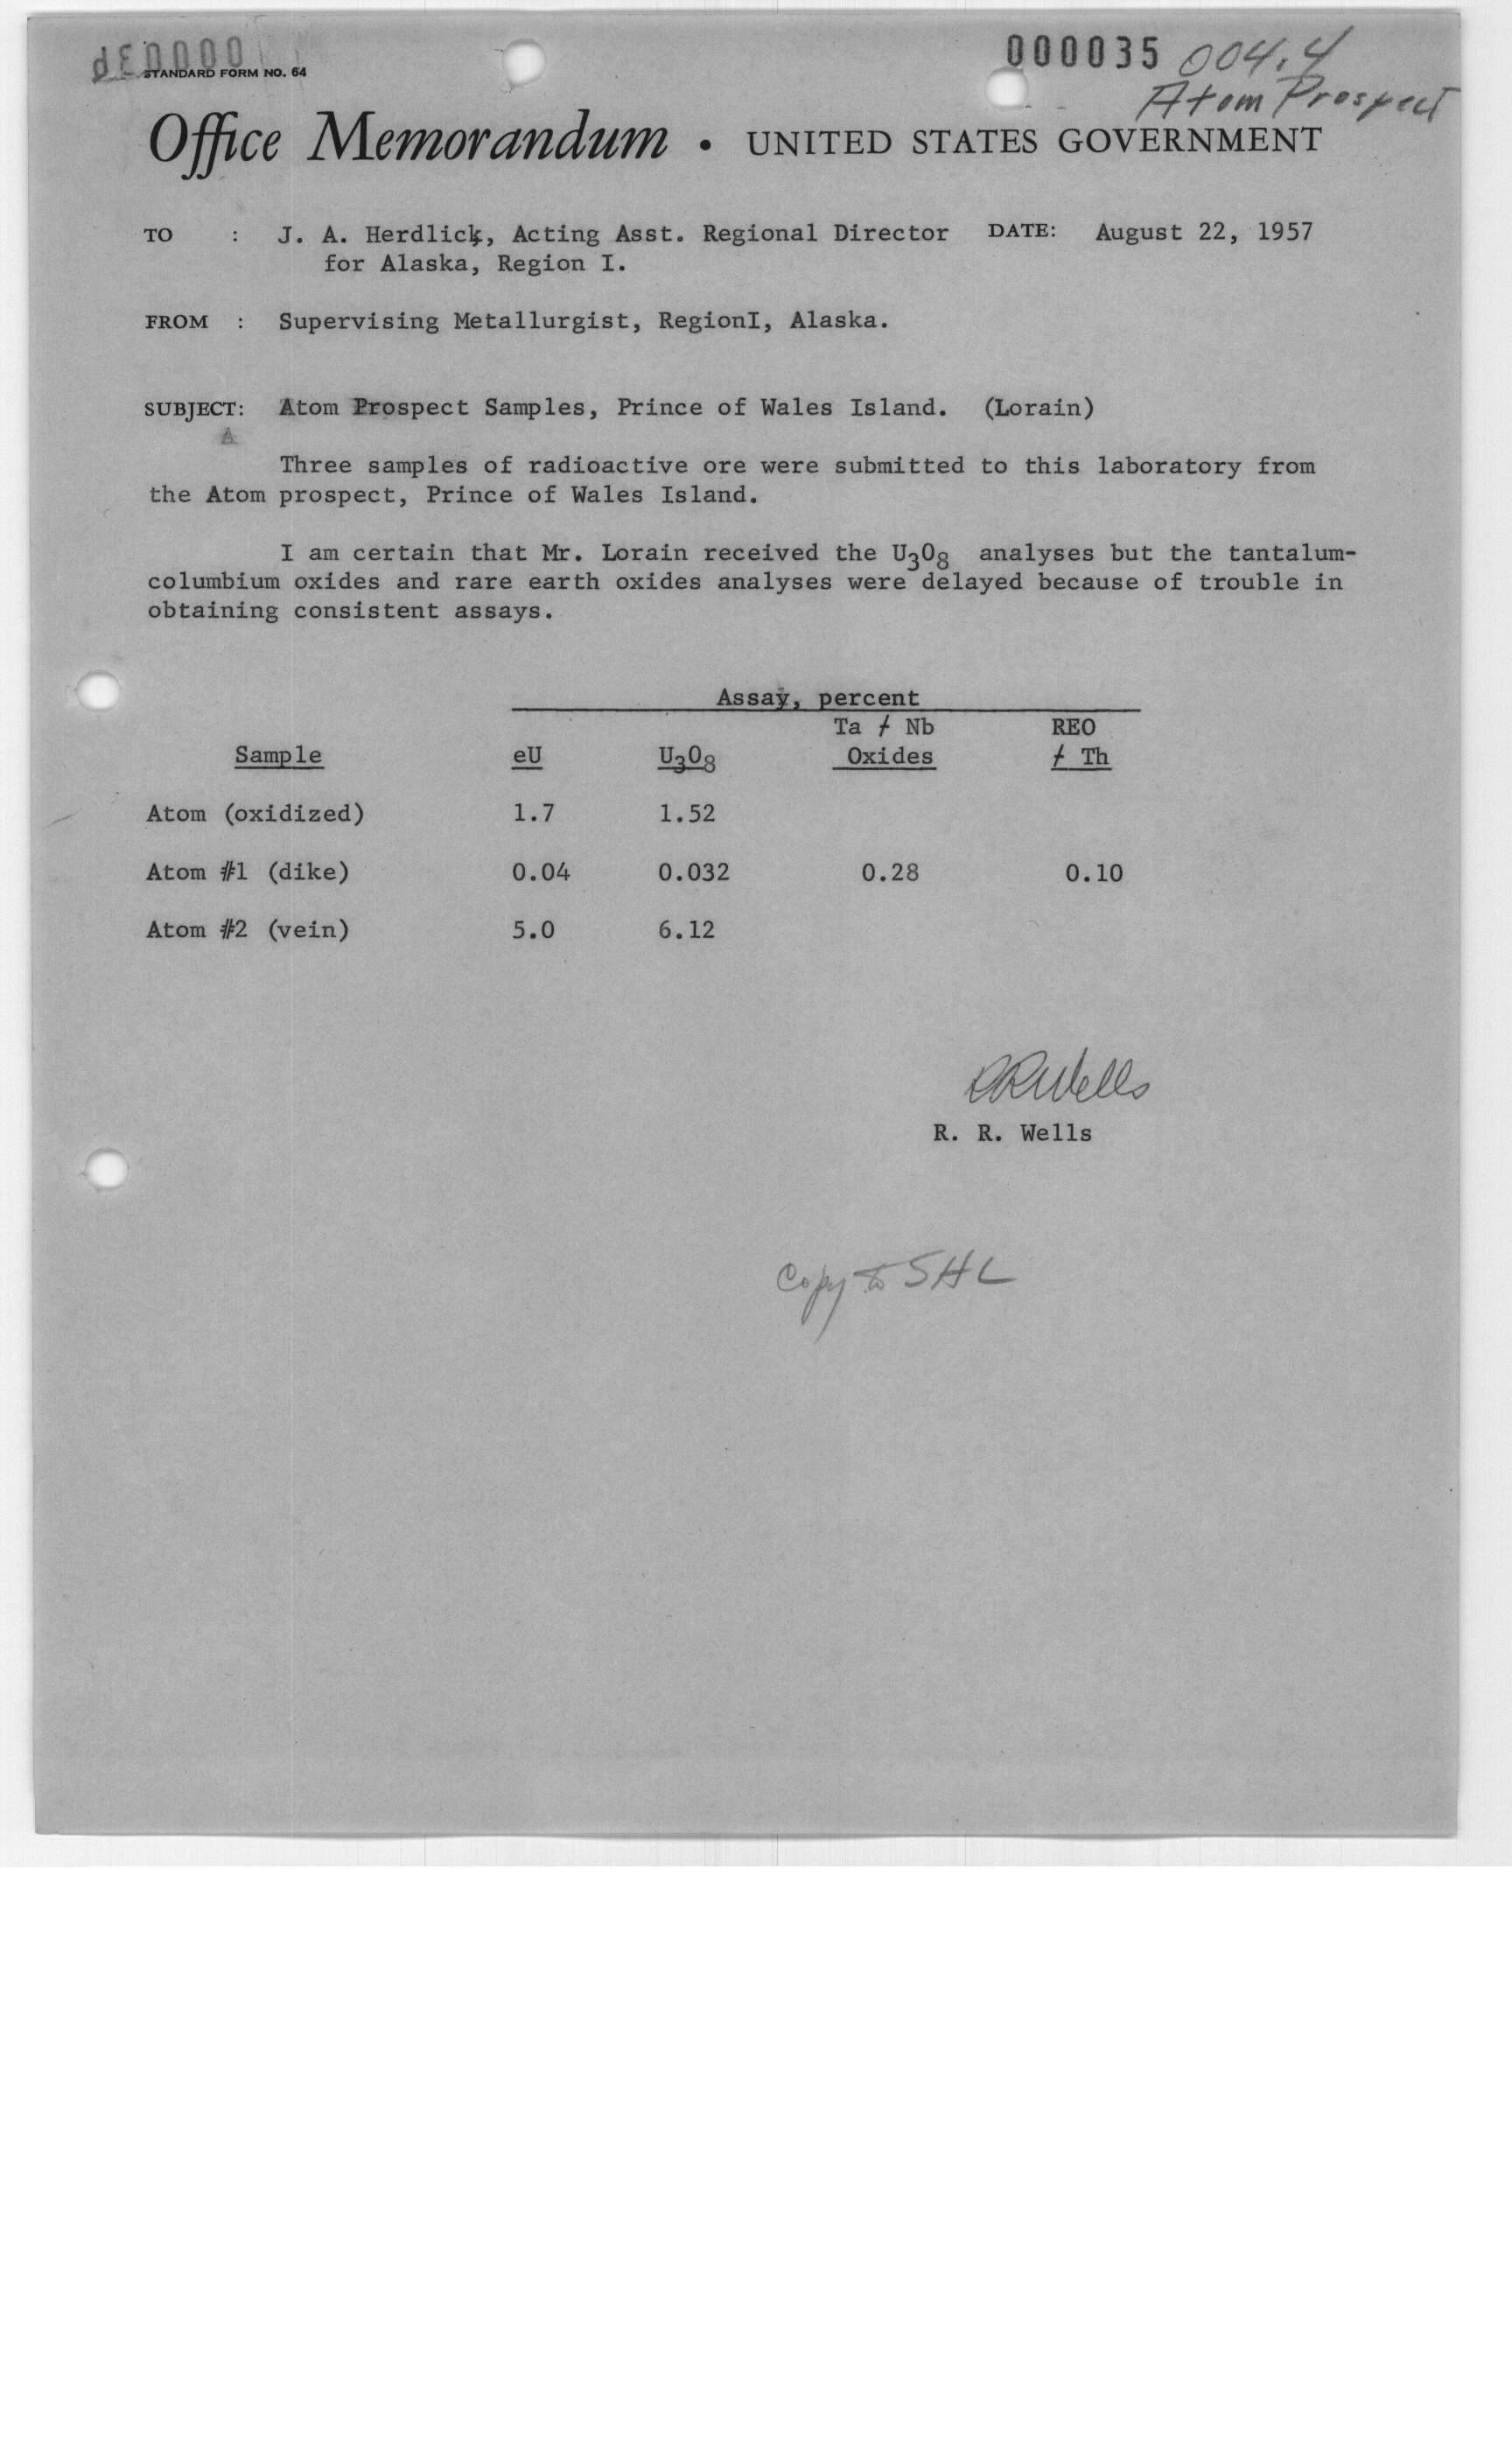 000035 004.4
STANDARD FORM NO. 64
Atom Prospect
Office Memorandum • UNITED STATES GOVERNMENT
TO : J. A. Herdlick, Acting Asst. Regional Director DATE: August 22, 1957
for Alaska, Region I.
FROM : Supervising Metallurgist, RegionI, Alaska.
SUBJECT: Atom Prospect Samples, Prince of Wales Island. (Lorain)
A
Three samples of radioactive ore were submitted to this laboratory from
the Atom prospect, Prince of Wales Island.
I am certain that Mr. Lorain received the U3O8 analyses but the tantalum-
columbium oxides and rare earth oxides analyses were delayed because of trouble in
obtaining consistent assays.
Assay, percent
Ta ⁄ Nb REO
Sample eU U3O8 Oxides ⁄ Th
Atom (oxidized) 1.7 1.52
Atom #1 (dike) 0.04 0.032 0.28 0.10
Atom #2 (vein) 5.0 6.12
RRWells
R. R. Wells
Copy to SHL